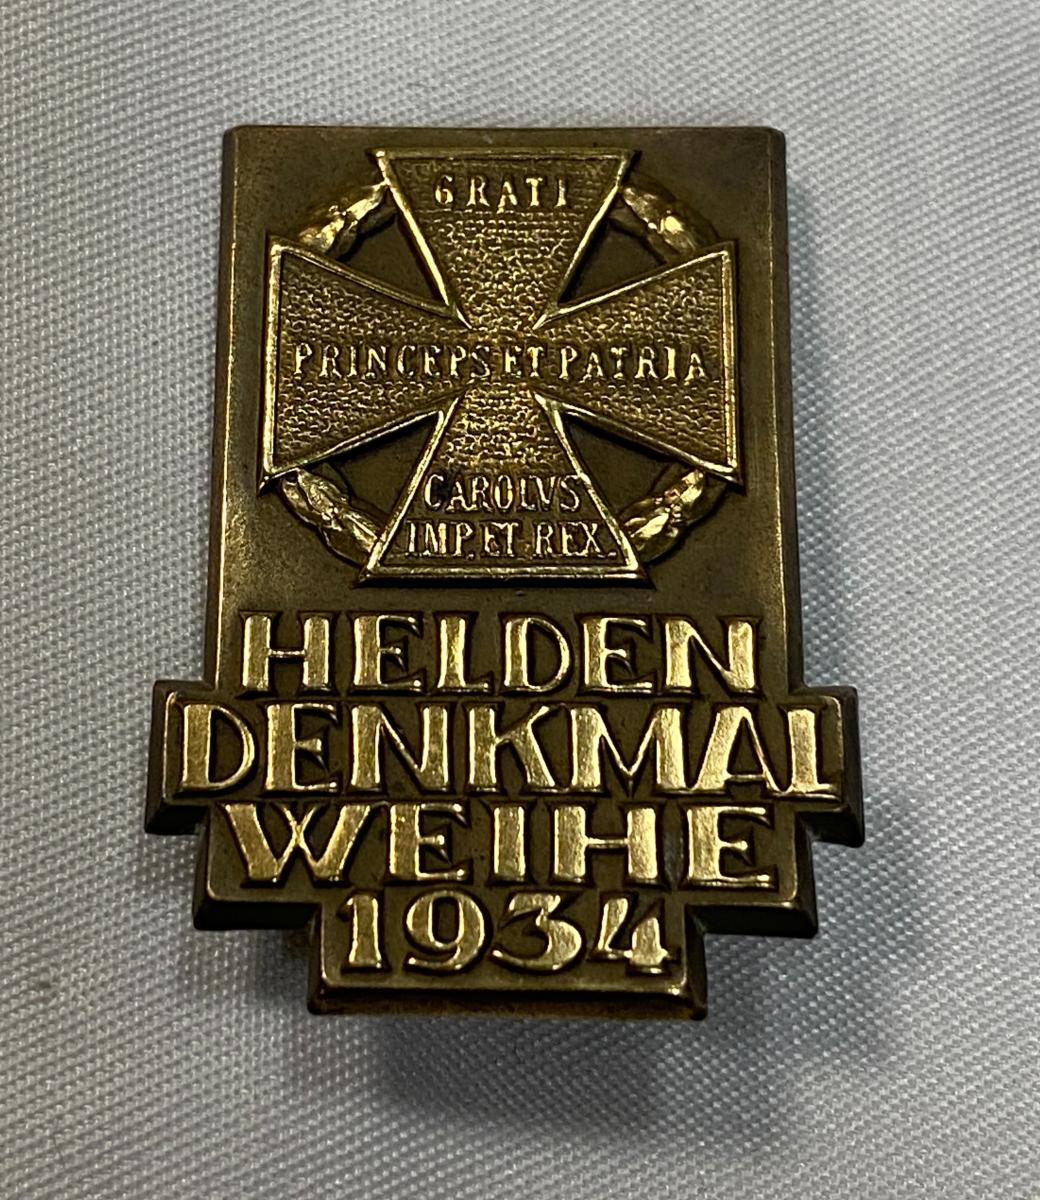 GRATI
PRINCEPS ET PATRIA
CAROLVS
IMP. ET REX.
HELDEN
DENKMAL
WEIHE
1934